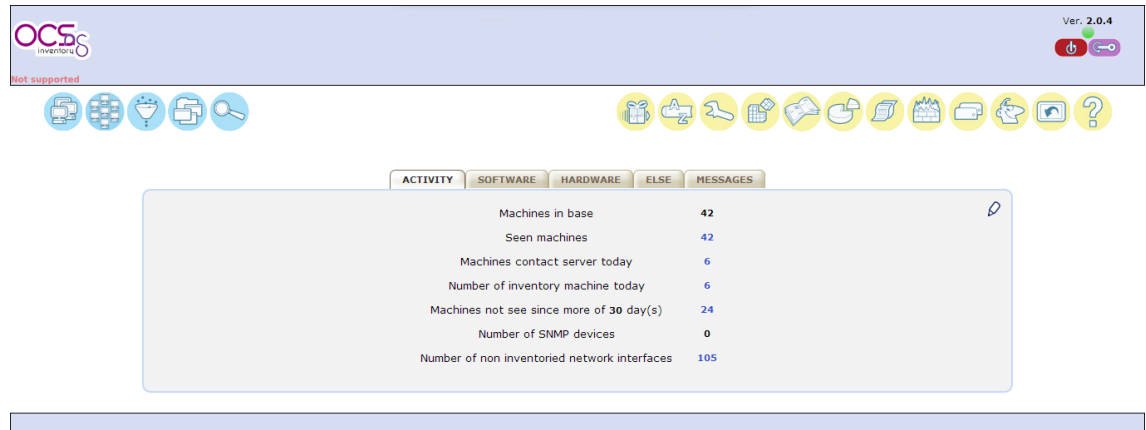 Ver. 2.0.4
OCSng
inventory
Not supported
ACTIVITY SOFTWARE HARDWARE ELSE MESSAGES
Machines in base 42
Seen machines 42
Machines contact server today 6
Number of inventory machine today 6
Machines not see since more of 30 day(s) 24
Number of SNMP devices 0
Number of non inventoried network interfaces 105